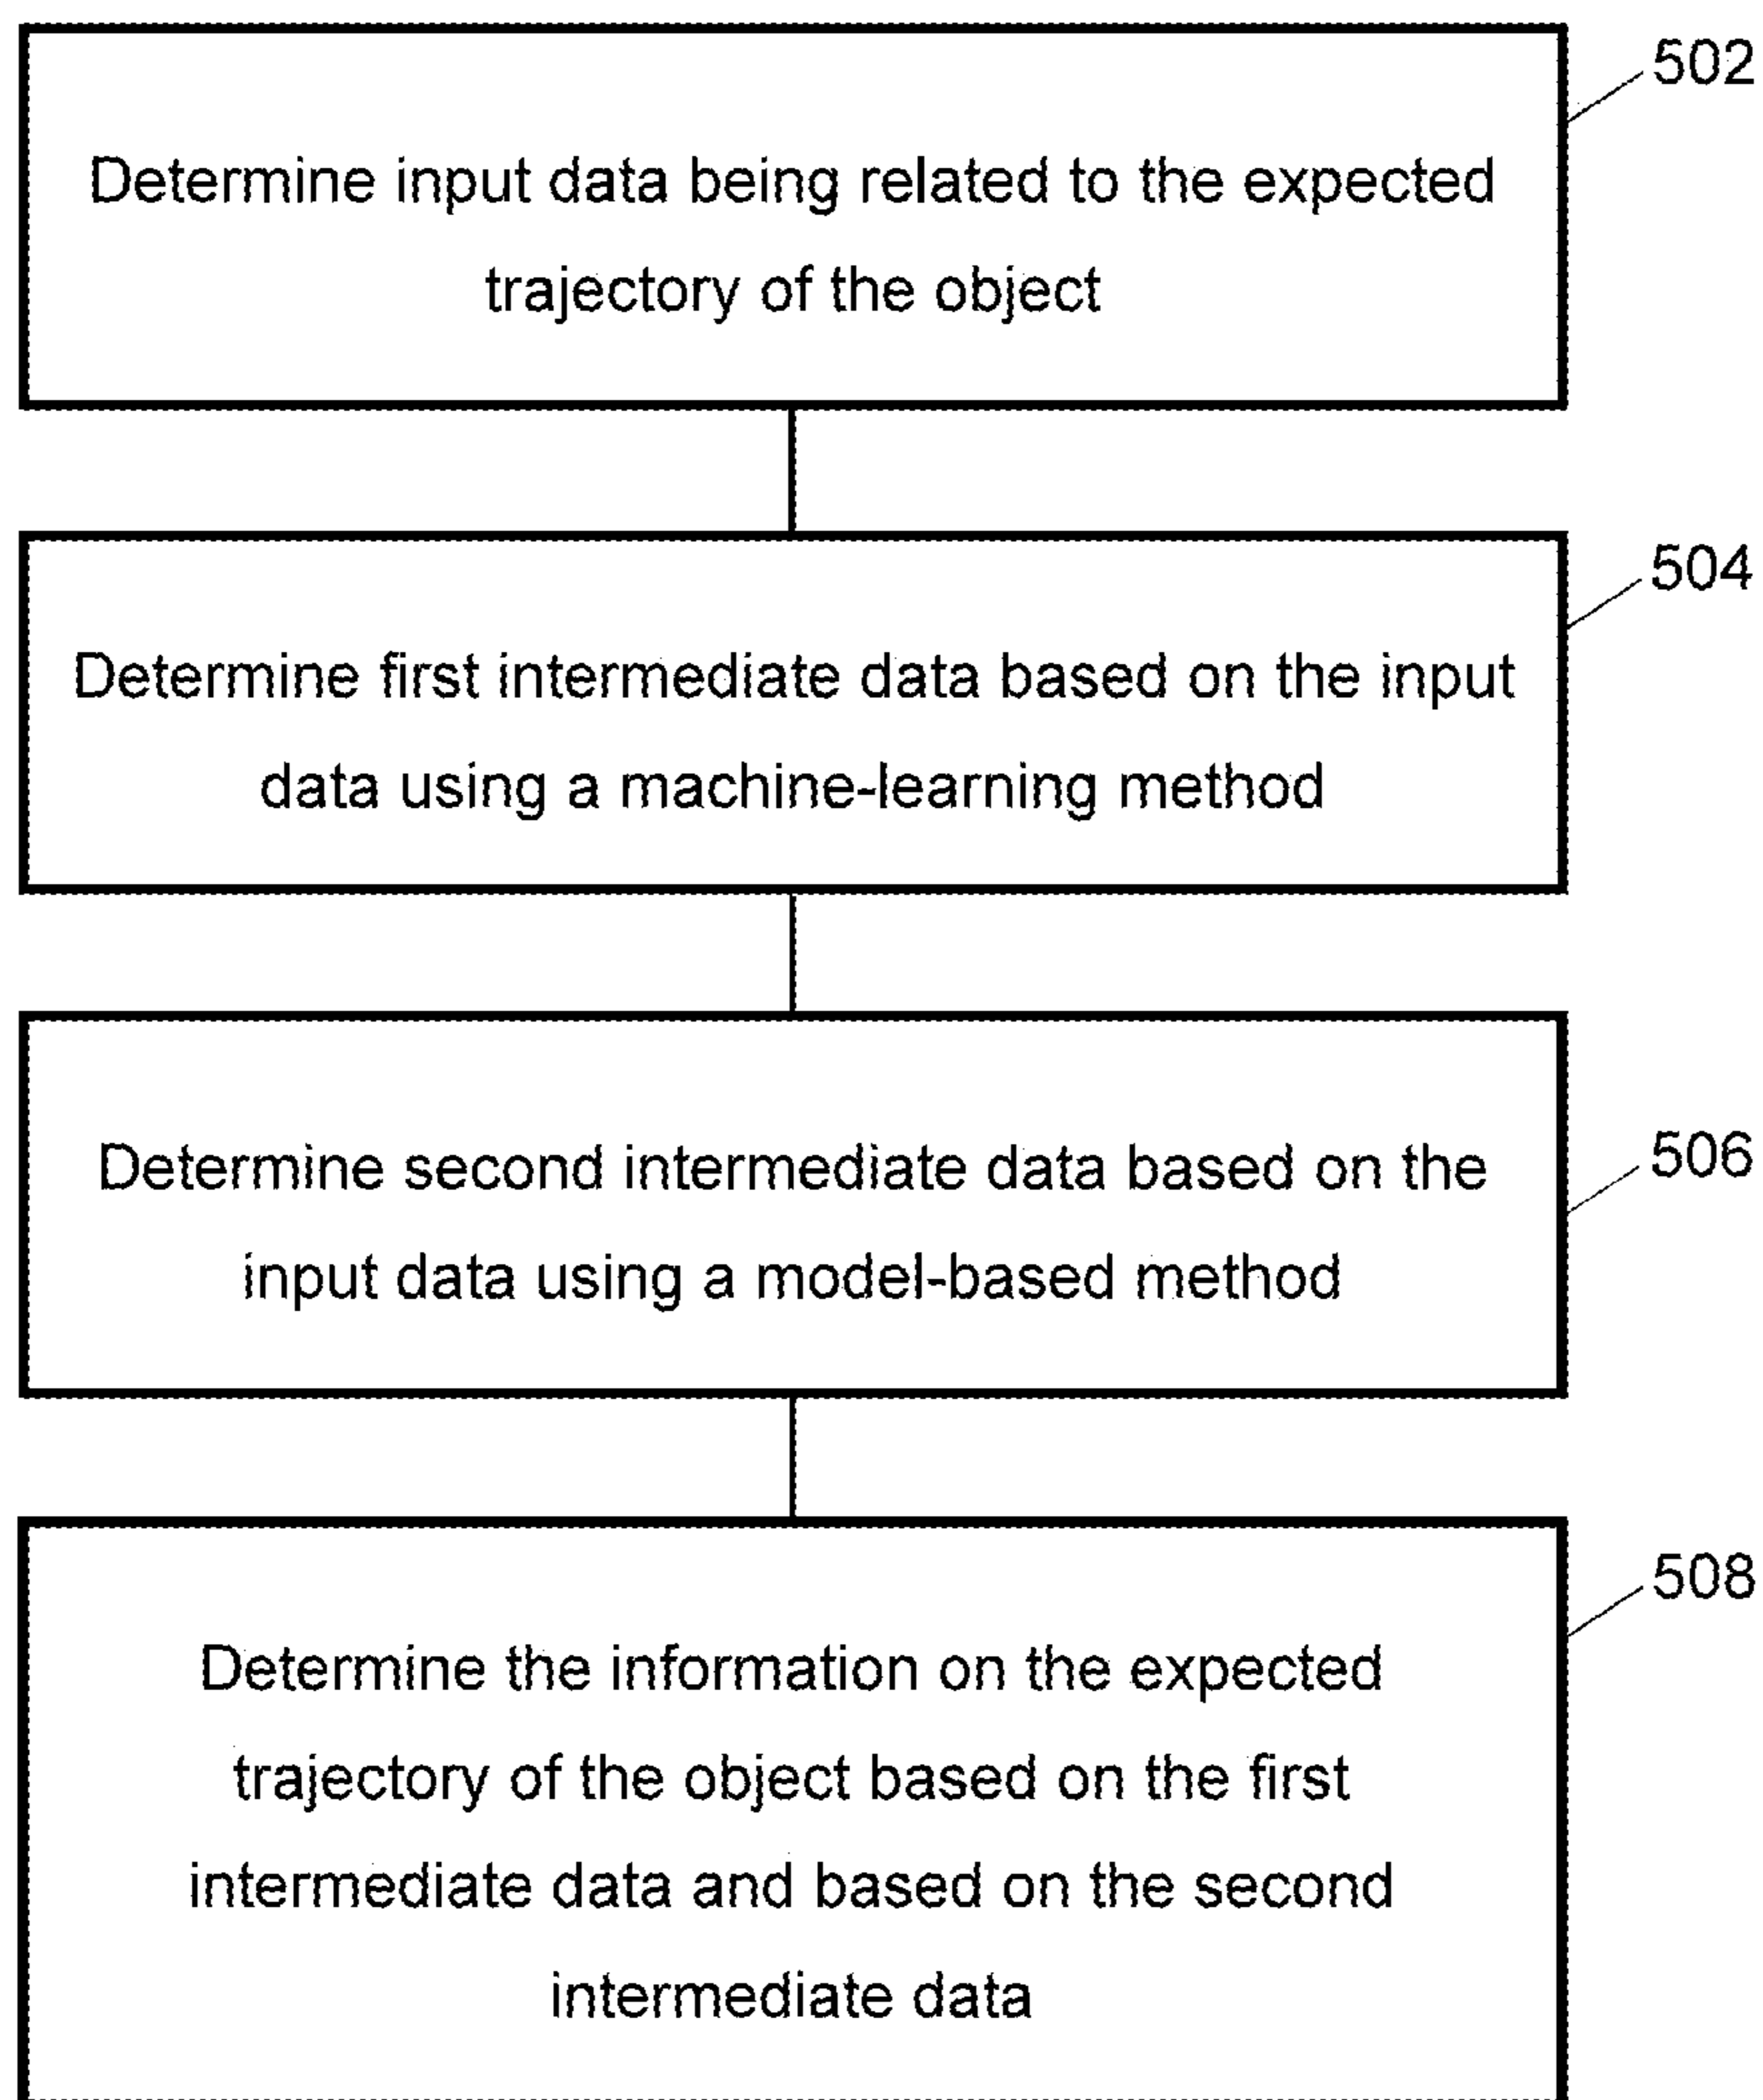 502
Determine input data being related to the expected
trajectory of the object
504
Determine first intermediate data based on the input
data using a machine-learning method
506
Determine second intermediate data based on the
input data using a model-based method
508
Determine the information on the expected
trajectory of the object based on the first
intermediate data and based on the second
intermediate data